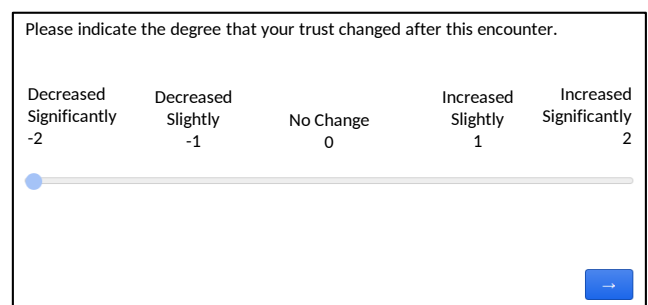 Please indicate the degree that your trust changed after this encounter.
Decreased
Significantly
-2
Decreased
Slightly
-1
No Change
0
Increased
Slightly
1
Increased
Significantly
2
→